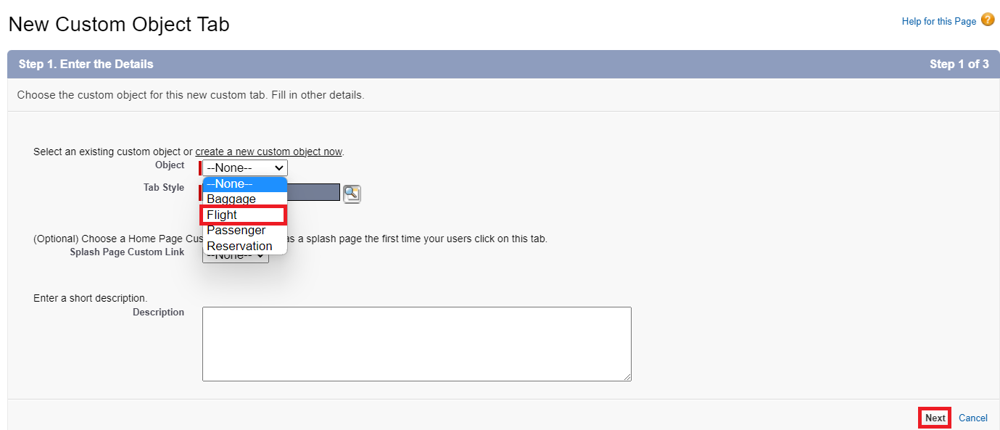 New Custom Object Tab
Help for this Page ?
Step 1. Enter the Details
Step 1 of 3
Choose the custom object for this new custom tab. Fill in other details.
Select an existing custom object or create a new custom object now.
Object
--None--
--None--
Baggage
Flight
Passenger
Reservation
Tab Style
(Optional) Choose a Home Page Cus as a splash page the first time your users click on this tab.
Splash Page Custom Link
--None--
Enter a short description.
Description
Next
Cancel